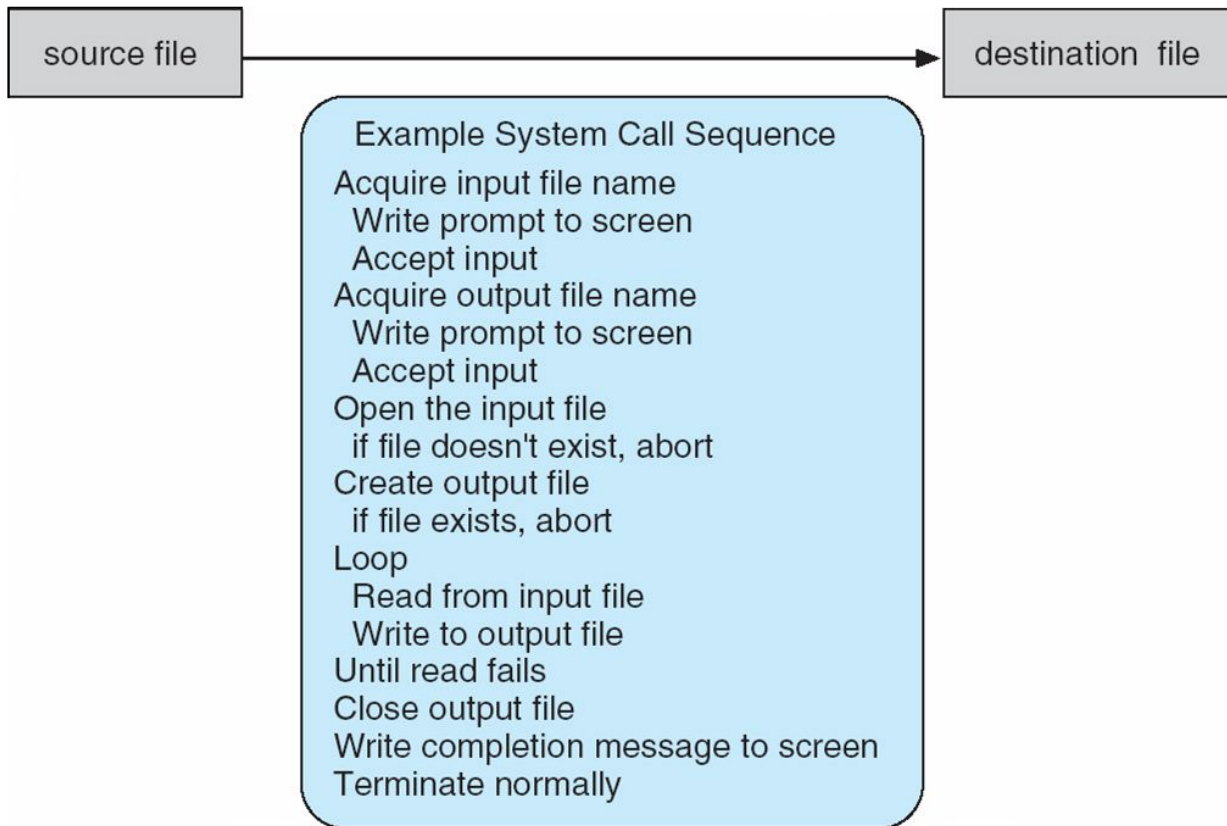 source file
destination file
Example System Call Sequence
Acquire input file name
Write prompt to screen
Accept input
Acquire output file name
Write prompt to screen
Accept input
Open the input file
if file doesn't exist, abort
Create output file
if file exists, abort
Loop
Read from input file
Write to output file
Until read fails
Close output file
Write completion message to screen
Terminate normally